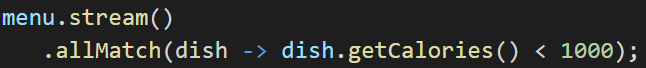 menu.stream()
    .allMatch(dish -> dish.getCalories() < 1000);